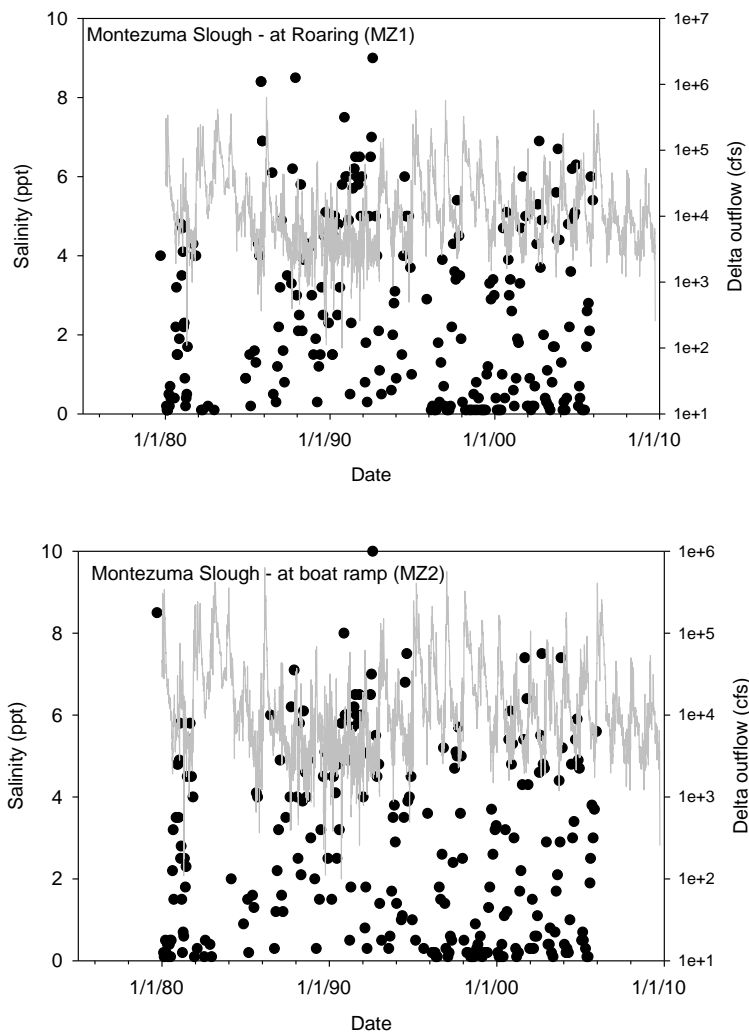 Montezuma Slough - at Roaring (MZ1)
Salinity (ppt)
10
8
6
4
2
0
1e+7
1e+6
1e+5
1e+4
1e+3
1e+2
1e+1
Delta outflow (cfs)
1/1/80 1/1/90 1/1/00 1/1/10
Date
Montezuma Slough - at boat ramp (MZ2)
Salinity (ppt)
10
8
6
4
2
0
1e+6
1e+5
1e+4
1e+3
1e+2
1e+1
Delta outflow (cfs)
1/1/80 1/1/90 1/1/00 1/1/10
Date